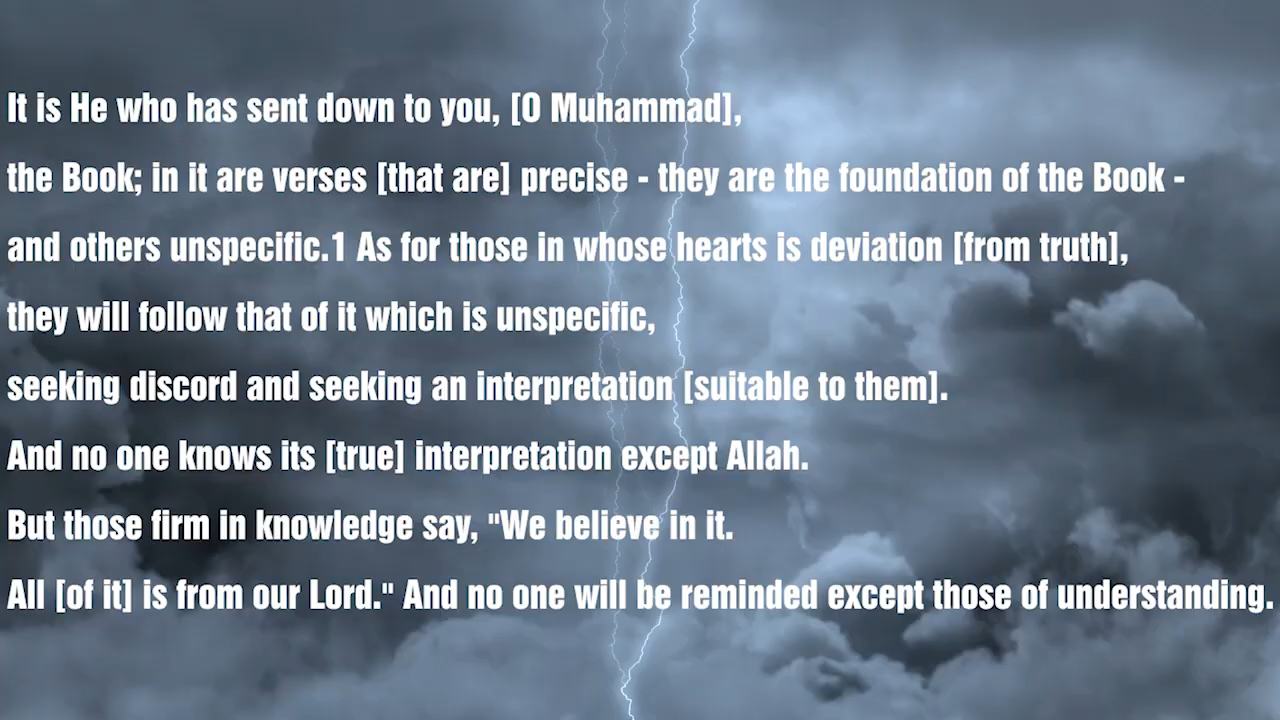 It is He who has sent down to you, [O Muhammad],
the Book; in it are verses [that are] precise - they are the foundation of the Book -
and others unspecific.1 As for those in whose hearts is deviation [from truth],
they will follow that of it which is unspecific,
seeking discord and seeking an interpretation [suitable to them].
And no one knows its [true] interpretation except Allah.
But those firm in knowledge say, "We believe in it.
All [of it] is from our Lord." And no one will be reminded except those of understanding.